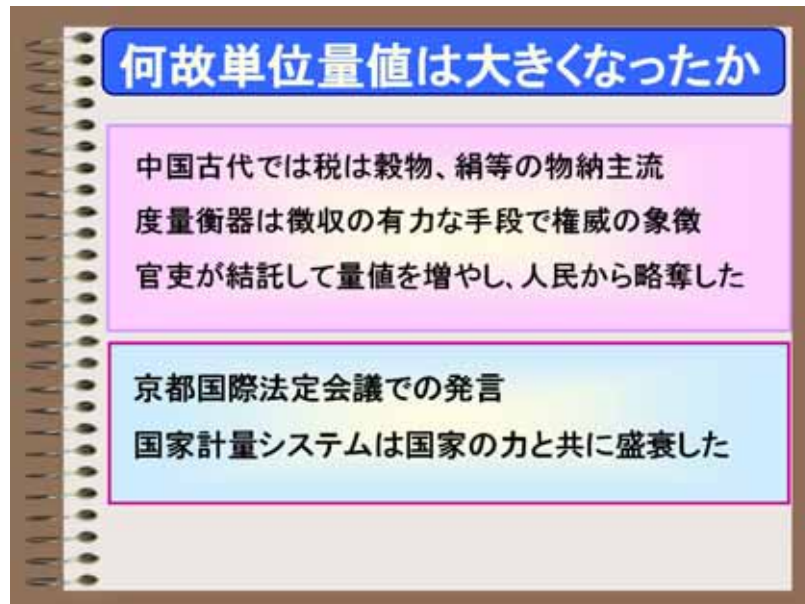 何故単位量値は大きくなったか
中国古代では税は穀物、絹等の物納主流
度量衡器は徴収の有力な手段で権威の象徴
官吏が結託して量値を増やし、人民から略奪した
京都国際法定会議での発言
国家計量システムは国家の力と共に盛衰した